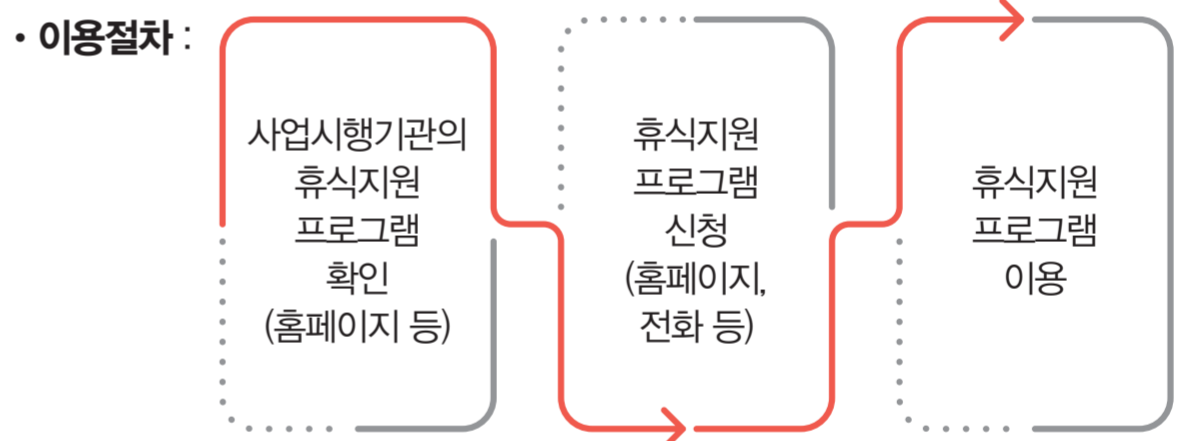 • 이용절차 :
사업시행기관의
휴식지원
프로그램
확인
(홈페이지 등)
휴식지원
프로그램
신청
(홈페이지,
전화 등)
휴식지원
프로그램
이용